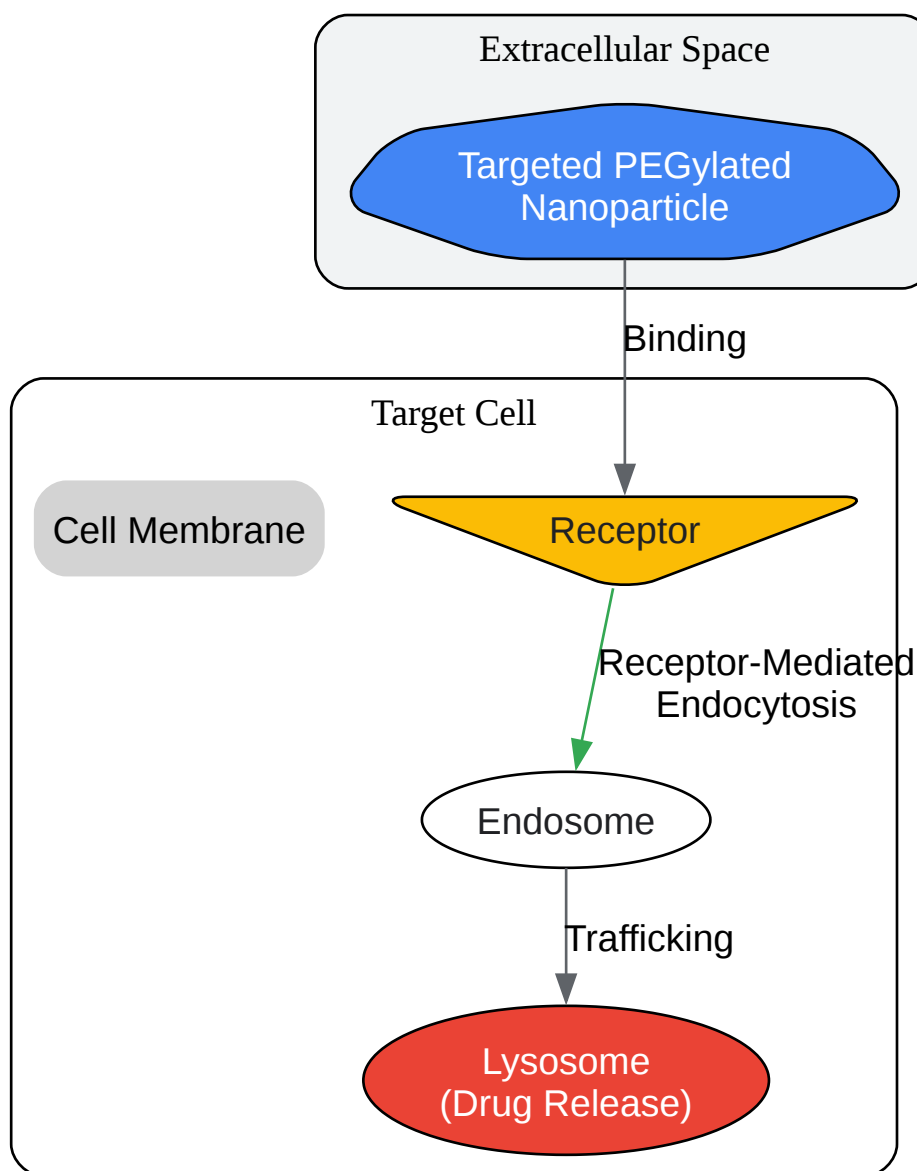 Extracellular Space
Targeted PEGylated
Nanoparticle
Binding
Target Cell
Cell Membrane
Receptor
Receptor-Mediated
Endocytosis
Endosome
Trafficking
Lysosome
(Drug Release)